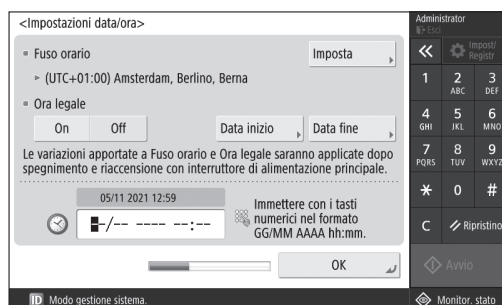 <Impostazioni data/ora>
Fuso orario
Imposta
(UTC+01:00) Amsterdam, Berlino, Berna
Ora legale
On Off Data inizio Data fine
Le variazioni apportate a Fuso orario e Ora legale saranno applicate dopo
spegnimento e riaccensione con interruttore di alimentazione principale.
05/11 2021 12:59
-/-- ---- --:--
Immettere con i tasti
numerici nel formato
GG/MM AAAA hh:mm.
OK
ID Modo gestione sistema.
Administrator
Esci
Impost/
Registr
1 2 3
ABC DEF
4 5 6
GHI JKL MNO
7 8 9
PQRS TUV WXYZ
* 0 #
C Ripristino
Avvio
Monitor. stato